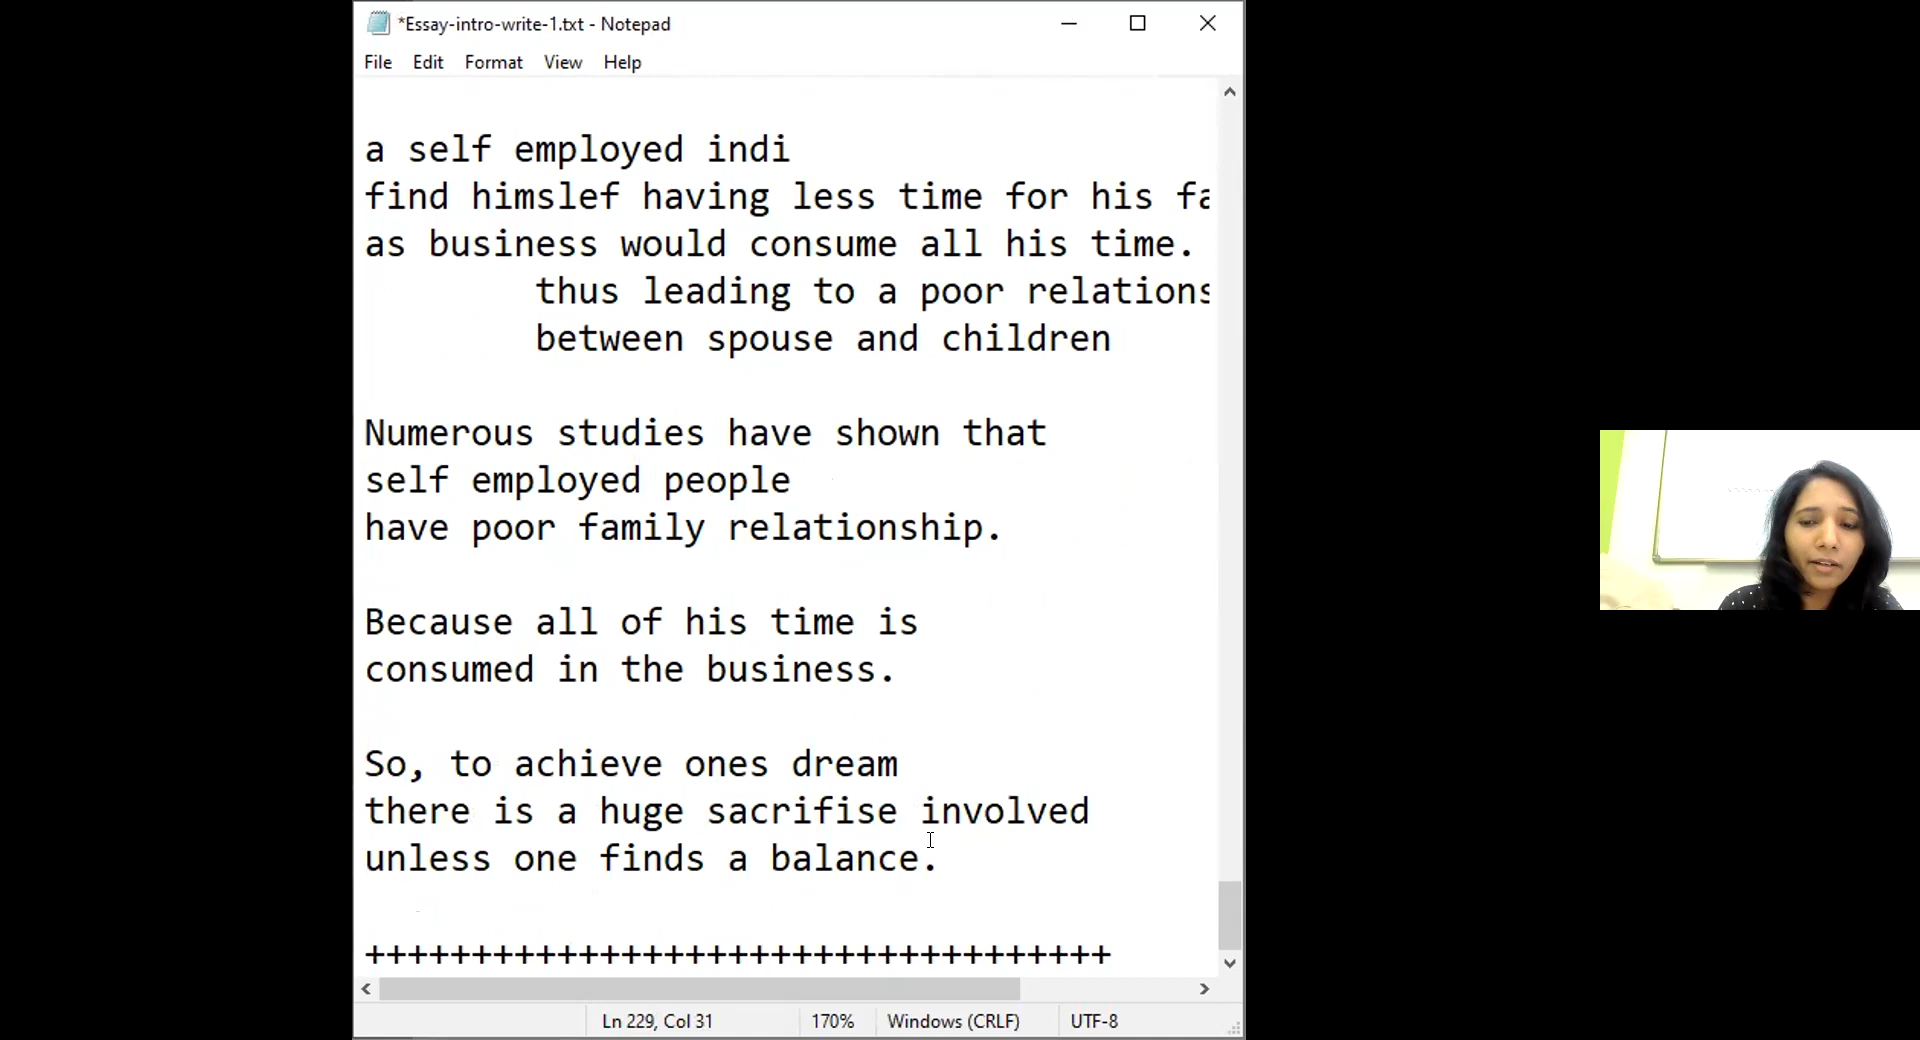 *Essay-intro-write-1.txt - Notepad
File Edit Format View Help
a self employed indi
find himslef having less time for his
as business would consume all his time.
thus leading to a poor
between spouse and children
Numerous studies have shown that
self employed people
have poor family relationship.
Because all of his time is
consumed in the business.
So, to achieve ones dream
there is a huge sacrifise involved
unless one finds a balance.
+++++++++++++++++++++++++++++++++++
Ln 229, Col 31 170% Windows (CRLF) UTF-8